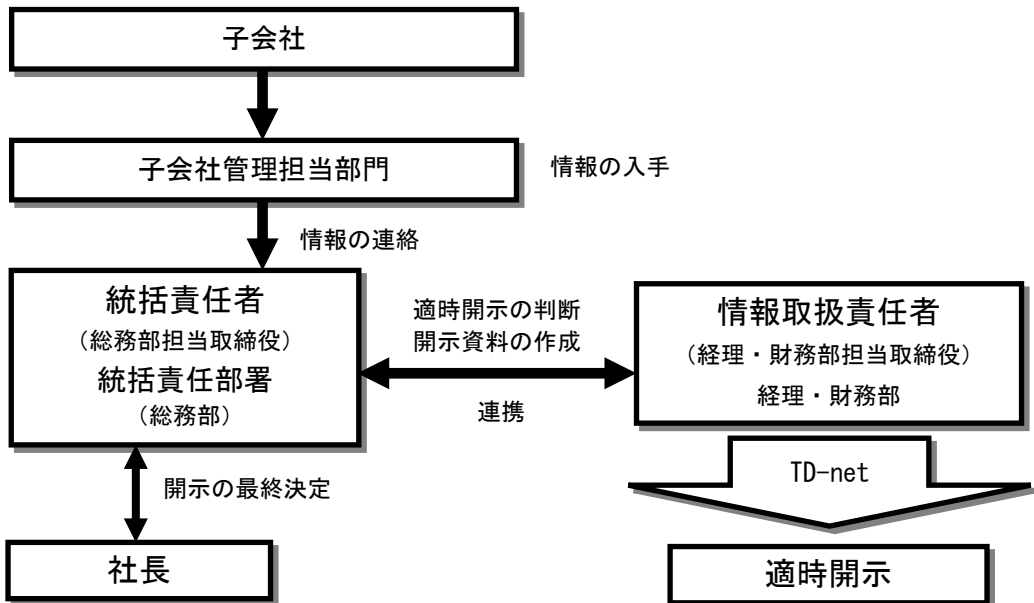 子会社
子会社管理担当部門
情報の入手
情報の連絡
統括責任者
（総務部担当取締役）
統括責任部署
（総務部）
適時開示の判断
開示資料の作成
連携
情報取扱責任者
（経理・財務部担当取締役）
経理・財務部
開示の最終決定
TD-net
社長
適時開示